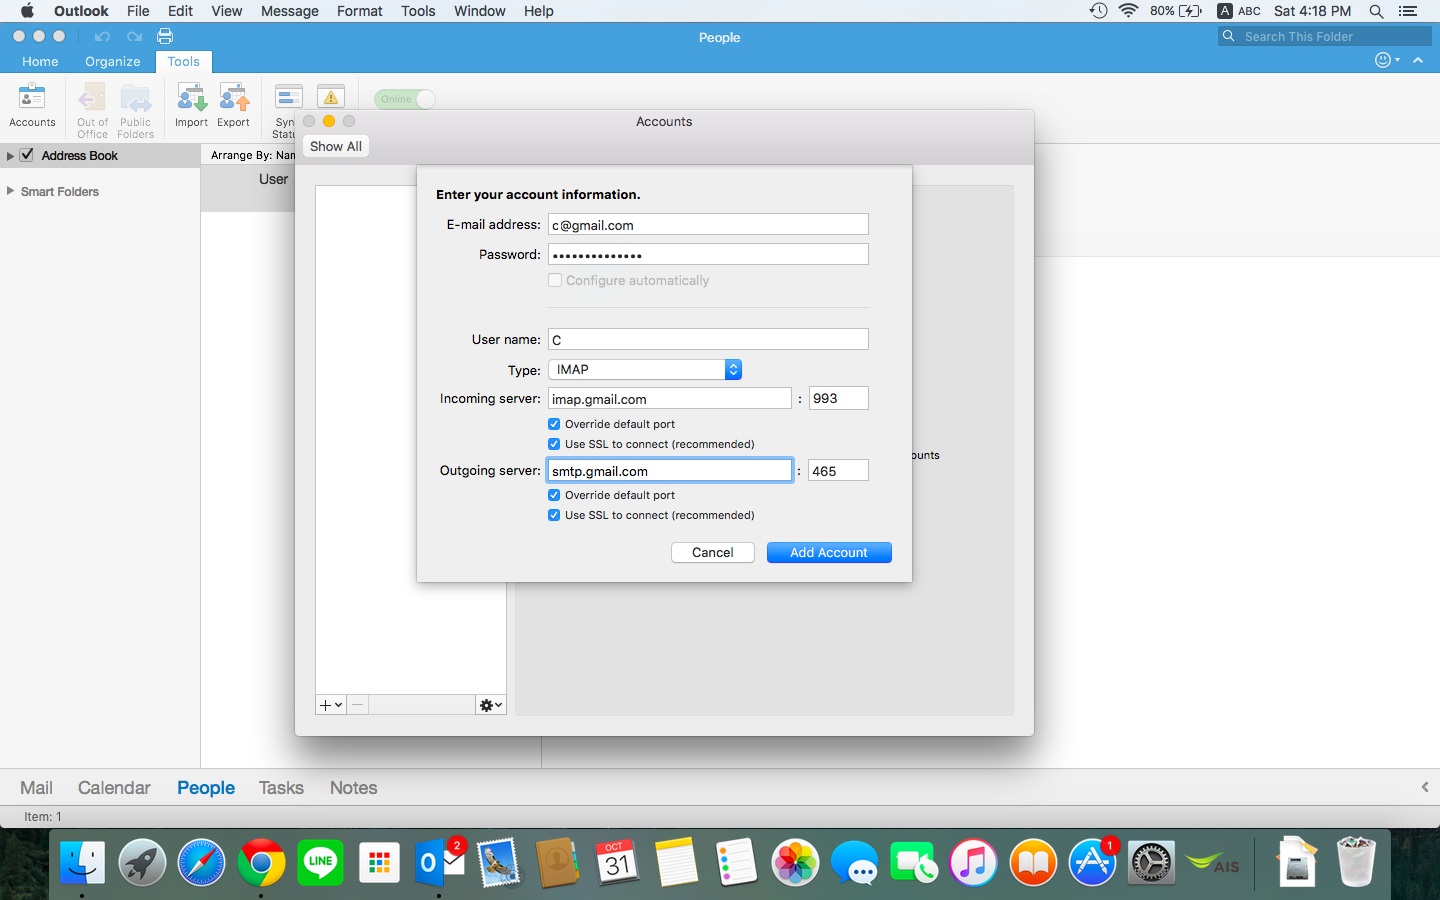 Outlook File Edit View Message Format Tools Window Help 80% A ABC Sat 4:18 PM
People Search This Folder
Home Organize Tools
Accounts Out of Office Public Folders Import Export Online
Accounts
Show All
Address Book Arrange By:
User
Smart Folders
Enter your account information.
E-mail address: c@gmail.com
Password: ••••••••••••••
Configure automatically
User name: C
Type: IMAP
Incoming server: imap.gmail.com : 993
Override default port
Use SSL to connect (recommended)
Outgoing server: smtp.gmail.com : 465
Override default port
Use SSL to connect (recommended)
Cancel Add Account
Mail Calendar People Tasks Notes
Item: 1
LINE 2 OCT 31 1 AIS